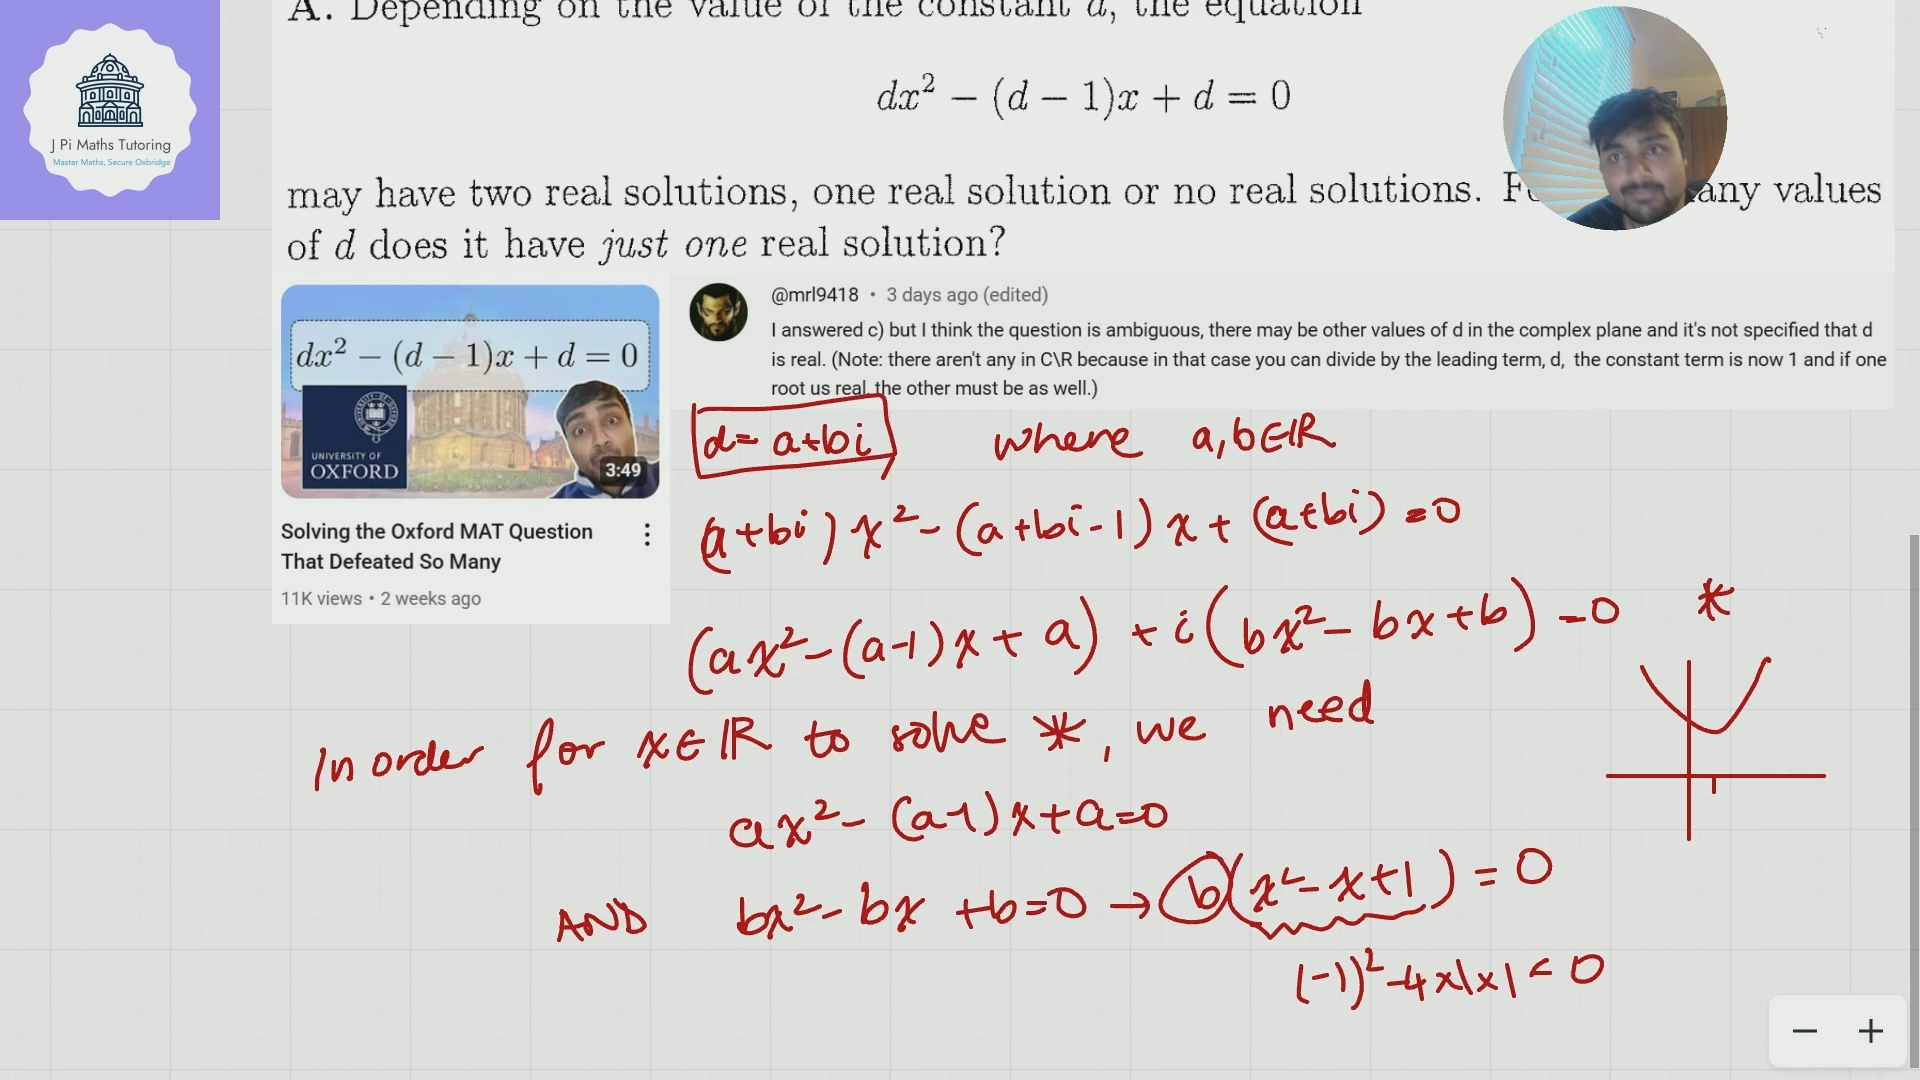 A. Depending on the value of the constant d, the equation
dx² − (d − 1)x + d = 0
may have two real solutions, one real solution or no real solutions. any values
of d does it have just one real solution?
J Pi Maths Tutoring
Master Maths, Secure Oxbridge
dx² − (d − 1)x + d = 0
UNIVERSITY OF
OXFORD
3:49
Solving the Oxford MAT Question
That Defeated So Many
11K views • 2 weeks ago
@mrl9418 • 3 days ago (edited)
I answered c) but I think the question is ambiguous, there may be other values of d in the complex plane and it's not specified that d
is real. (Note: there aren't any in C\R because in that case you can divide by the leading term, d, the constant term is now 1 and if one
root us real, the other must be as well.)
d = a+bi where a,b∈ℝ
(a+bi)x² − (a+bi−1)x + (a+bi) = 0
(ax² − (a−1)x + a) + i(bx² − bx + b) = 0 *
In order for x∈ℝ to solve *, we need
ax² − (a−1)x + a = 0
AND bx² − bx + b = 0 → b(x² − x + 1) = 0
(−1)² − 4×1×1 < 0